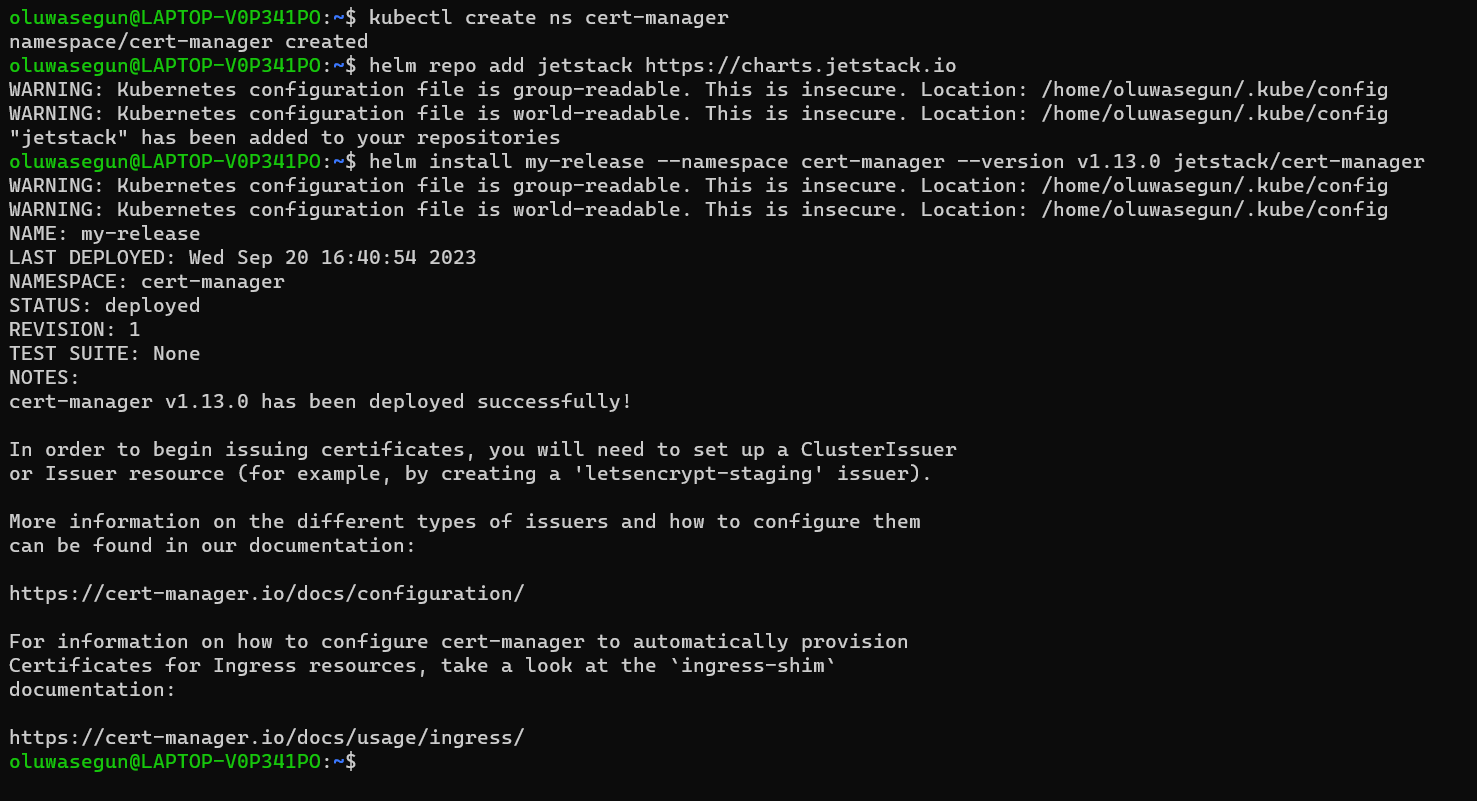 oluwasegun@LAPTOP-V0P341PO:~$ kubectl create ns cert-manager
namespace/cert-manager created
oluwasegun@LAPTOP-V0P341PO:~$ helm repo add jetstack https://charts.jetstack.io
WARNING: Kubernetes configuration file is group-readable. This is insecure. Location: /home/oluwasegun/.kube/config
WARNING: Kubernetes configuration file is world-readable. This is insecure. Location: /home/oluwasegun/.kube/config
"jetstack" has been added to your repositories
oluwasegun@LAPTOP-V0P341PO:~$ helm install my-release --namespace cert-manager --version v1.13.0 jetstack/cert-manager
WARNING: Kubernetes configuration file is group-readable. This is insecure. Location: /home/oluwasegun/.kube/config
WARNING: Kubernetes configuration file is world-readable. This is insecure. Location: /home/oluwasegun/.kube/config
NAME: my-release
LAST DEPLOYED: Wed Sep 20 16:40:54 2023
NAMESPACE: cert-manager
STATUS: deployed
REVISION: 1
TEST SUITE: None
NOTES:
cert-manager v1.13.0 has been deployed successfully!

In order to begin issuing certificates, you will need to set up a ClusterIssuer
or Issuer resource (for example, by creating a 'letsencrypt-staging' issuer).

More information on the different types of issuers and how to configure them
can be found in our documentation:

https://cert-manager.io/docs/configuration/

For information on how to configure cert-manager to automatically provision
Certificates for Ingress resources, take a look at the `ingress-shim`
documentation:

https://cert-manager.io/docs/usage/ingress/
oluwasegun@LAPTOP-V0P341PO:~$